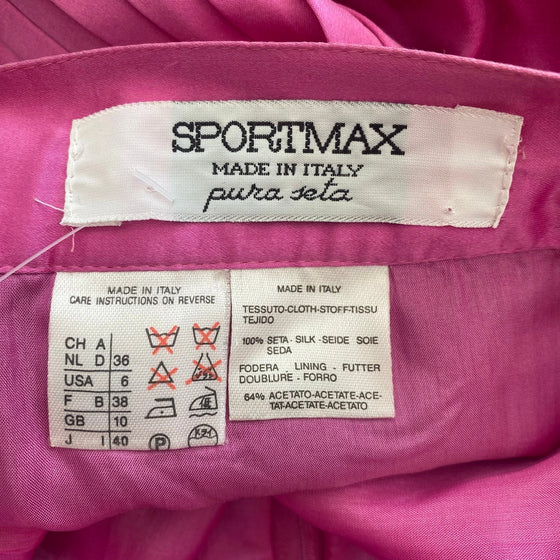 SPORTMAX
MADE IN ITALY
pura seta
MADE IN ITALY
CARE INSTRUCTIONS ON REVERSE
CH A
NL D 36
USA 6
F B 38
GB 10
J I 40
P
MADE IN ITALY
TESSUTO-CLOTH-STOFF-TISSU
TEJIDO
100% SETA - SILK - SEIDE SOIE
SEDA
FODERA - LINING - FUTTER
DOUBLURE - FORRO
64% ACETATO-ACETATE-ACE-
TAT-ACETATE-ACETATO